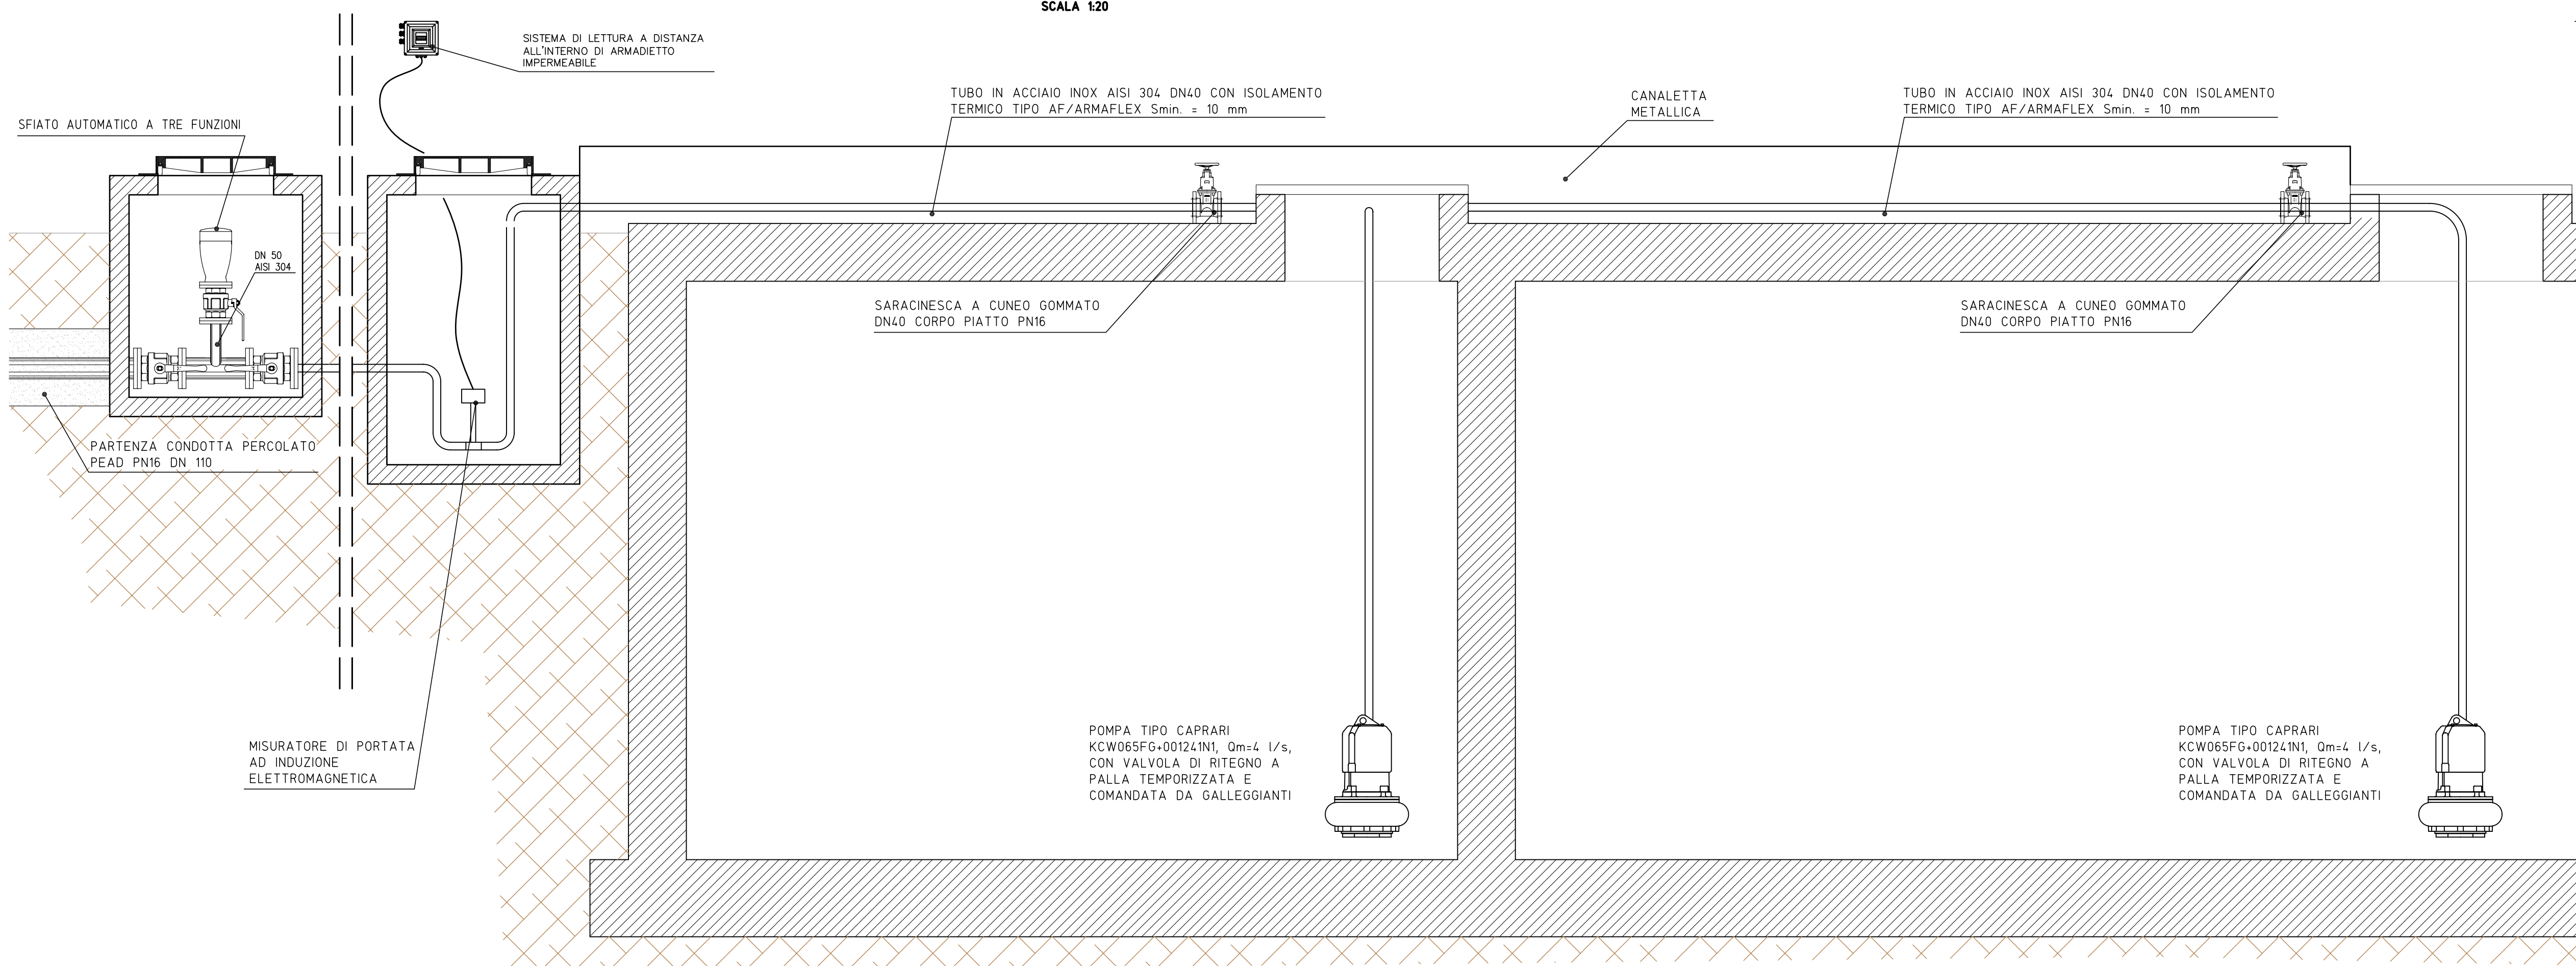 SCALA 1:20
SISTEMA DI LETTURA A DISTANZA
ALL'INTERNO DI ARMADIETTO
IMPERMEABILE
SFIATO AUTOMATICO A TRE FUNZIONI
TUBO IN ACCIAIO INOX AISI 304 DN40 CON ISOLAMENTO
TERMICO TIPO AF/ARMAFLEX Smin. = 10 mm
CANALETTA
METALLICA
TUBO IN ACCIAIO INOX AISI 304 DN40 CON ISOLAMENTO
TERMICO TIPO AF/ARMAFLEX Smin. = 10 mm
DN 50
AISI 304
SARACINESCA A CUNEO GOMMATO
DN40 CORPO PIATTO PN16
SARACINESCA A CUNEO GOMMATO
DN40 CORPO PIATTO PN16
PARTENZA CONDOTTA PERCOLATO
PEAD PN16 DN 110
MISURATORE DI PORTATA
AD INDUZIONE
ELETTROMAGNETICA
POMPA TIPO CAPRARI
KCW065FG+001241N1, Qm=4 l/s,
CON VALVOLA DI RITEGNO A
PALLA TEMPORIZZATA E
COMANDATA DA GALLEGGIANTI
POMPA TIPO CAPRARI
KCW065FG+001241N1, Qm=4 l/s,
CON VALVOLA DI RITEGNO A
PALLA TEMPORIZZATA E
COMANDATA DA GALLEGGIANTI